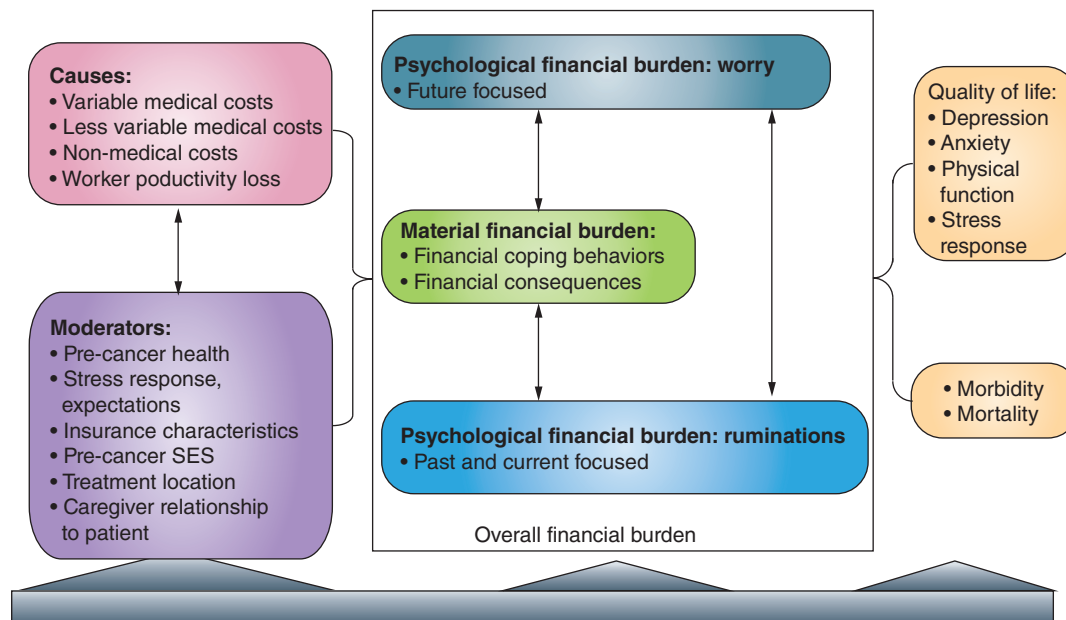 Causes:
• Variable medical costs
• Less variable medical costs
• Non-medical costs
• Worker poductivity loss
Moderators:
• Pre-cancer health
• Stress response,
expectations
• Insurance characteristics
• Pre-cancer SES
• Treatment location
• Caregiver relationship
to patient
Psychological financial burden: worry
• Future focused
Material financial burden:
• Financial coping behaviors
• Financial consequences
Psychological financial burden: ruminations
• Past and current focused
Overall financial burden
Quality of life:
• Depression
• Anxiety
• Physical
function
• Stress
response
• Morbidity
• Mortality